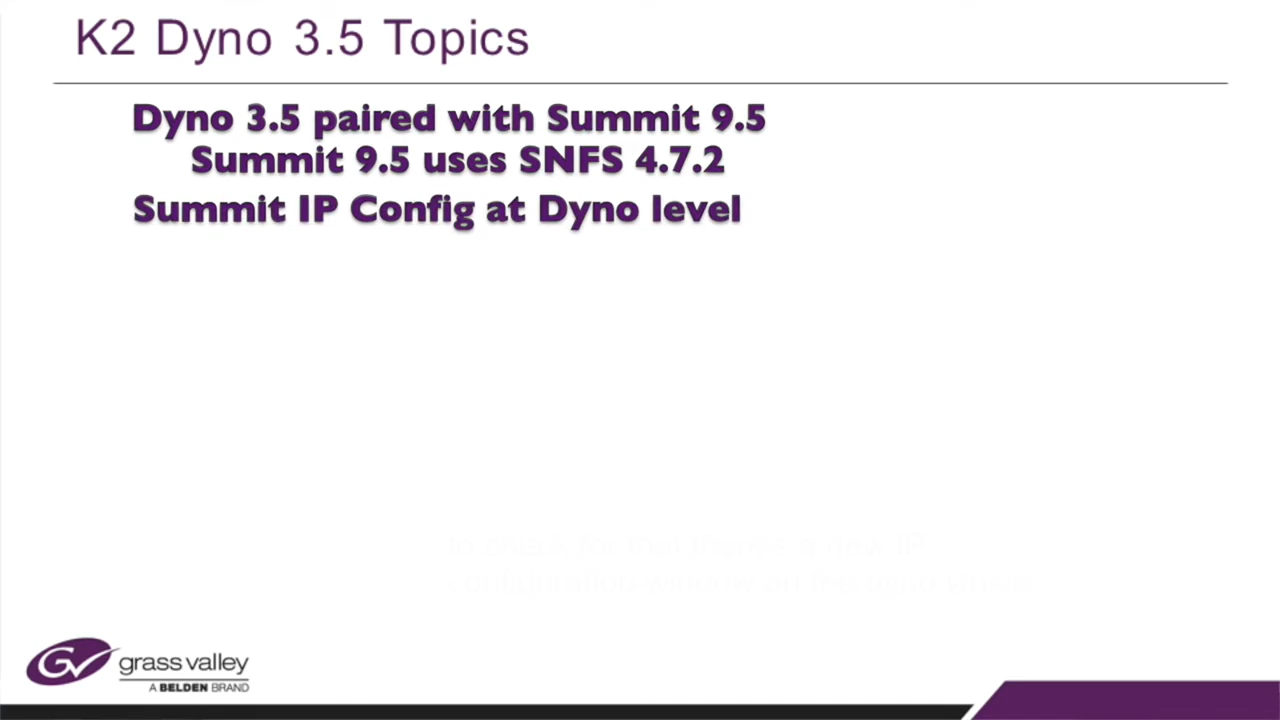 K2 Dyno 3.5 Topics
Dyno 3.5 paired with Summit 9.5
Summit 9.5 uses SNFS 4.7.2
Summit IP Config at Dyno level
GV grass valley
A BELDEN BRAND